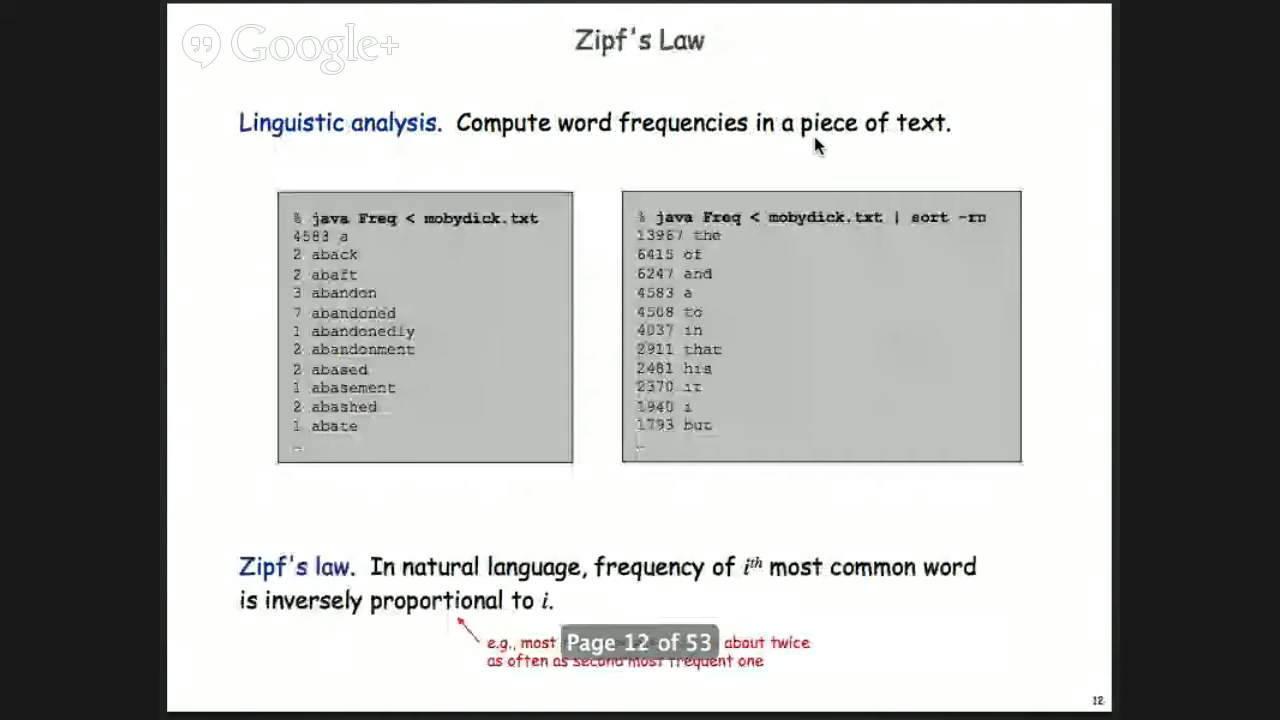 Google+
Zipf's Law
Linguistic analysis. Compute word frequencies in a piece of text.
% java Freq < mobydick.txt
4583 a
2 aback
2 abaft
3 abandon
7 abandoned
1 abandonedly
2 abandonment
2 abased
1 abasement
2 abashed
1 abate
…
% java Freq < mobydick.txt | sort -rn
13967 the
6415 of
6247 and
4583 a
4508 to
4037 in
2911 that
2481 his
2370 it
1940 i
1793 but
…
Zipf's law. In natural language, frequency of ith most common word
is inversely proportional to i.
e.g., most about twice
as often as second most frequent one
Page 12 of 53
12